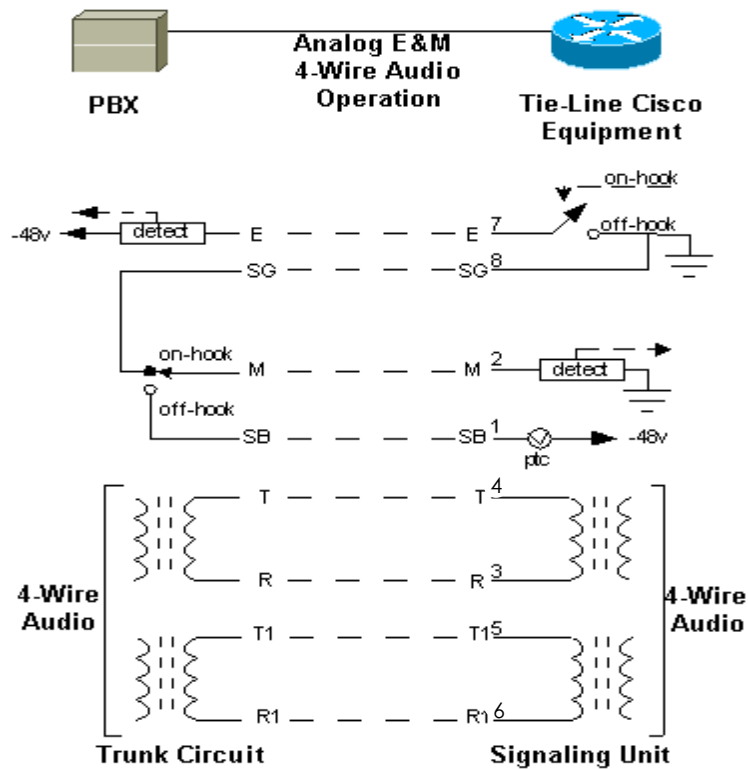 Analog E&M
4-Wire Audio
Operation
PBX
Tie-Line Cisco
Equipment
on-hook
-48v detect E E 7 off-hook
SG SG 8
on-hook M M 2 detect
off-hook
SB SB 1 -48v
ptc
T T 4
R R 3
4-Wire
Audio
4-Wire
Audio
T1 T1 5
R1 R1 6
Trunk Circuit Signaling Unit